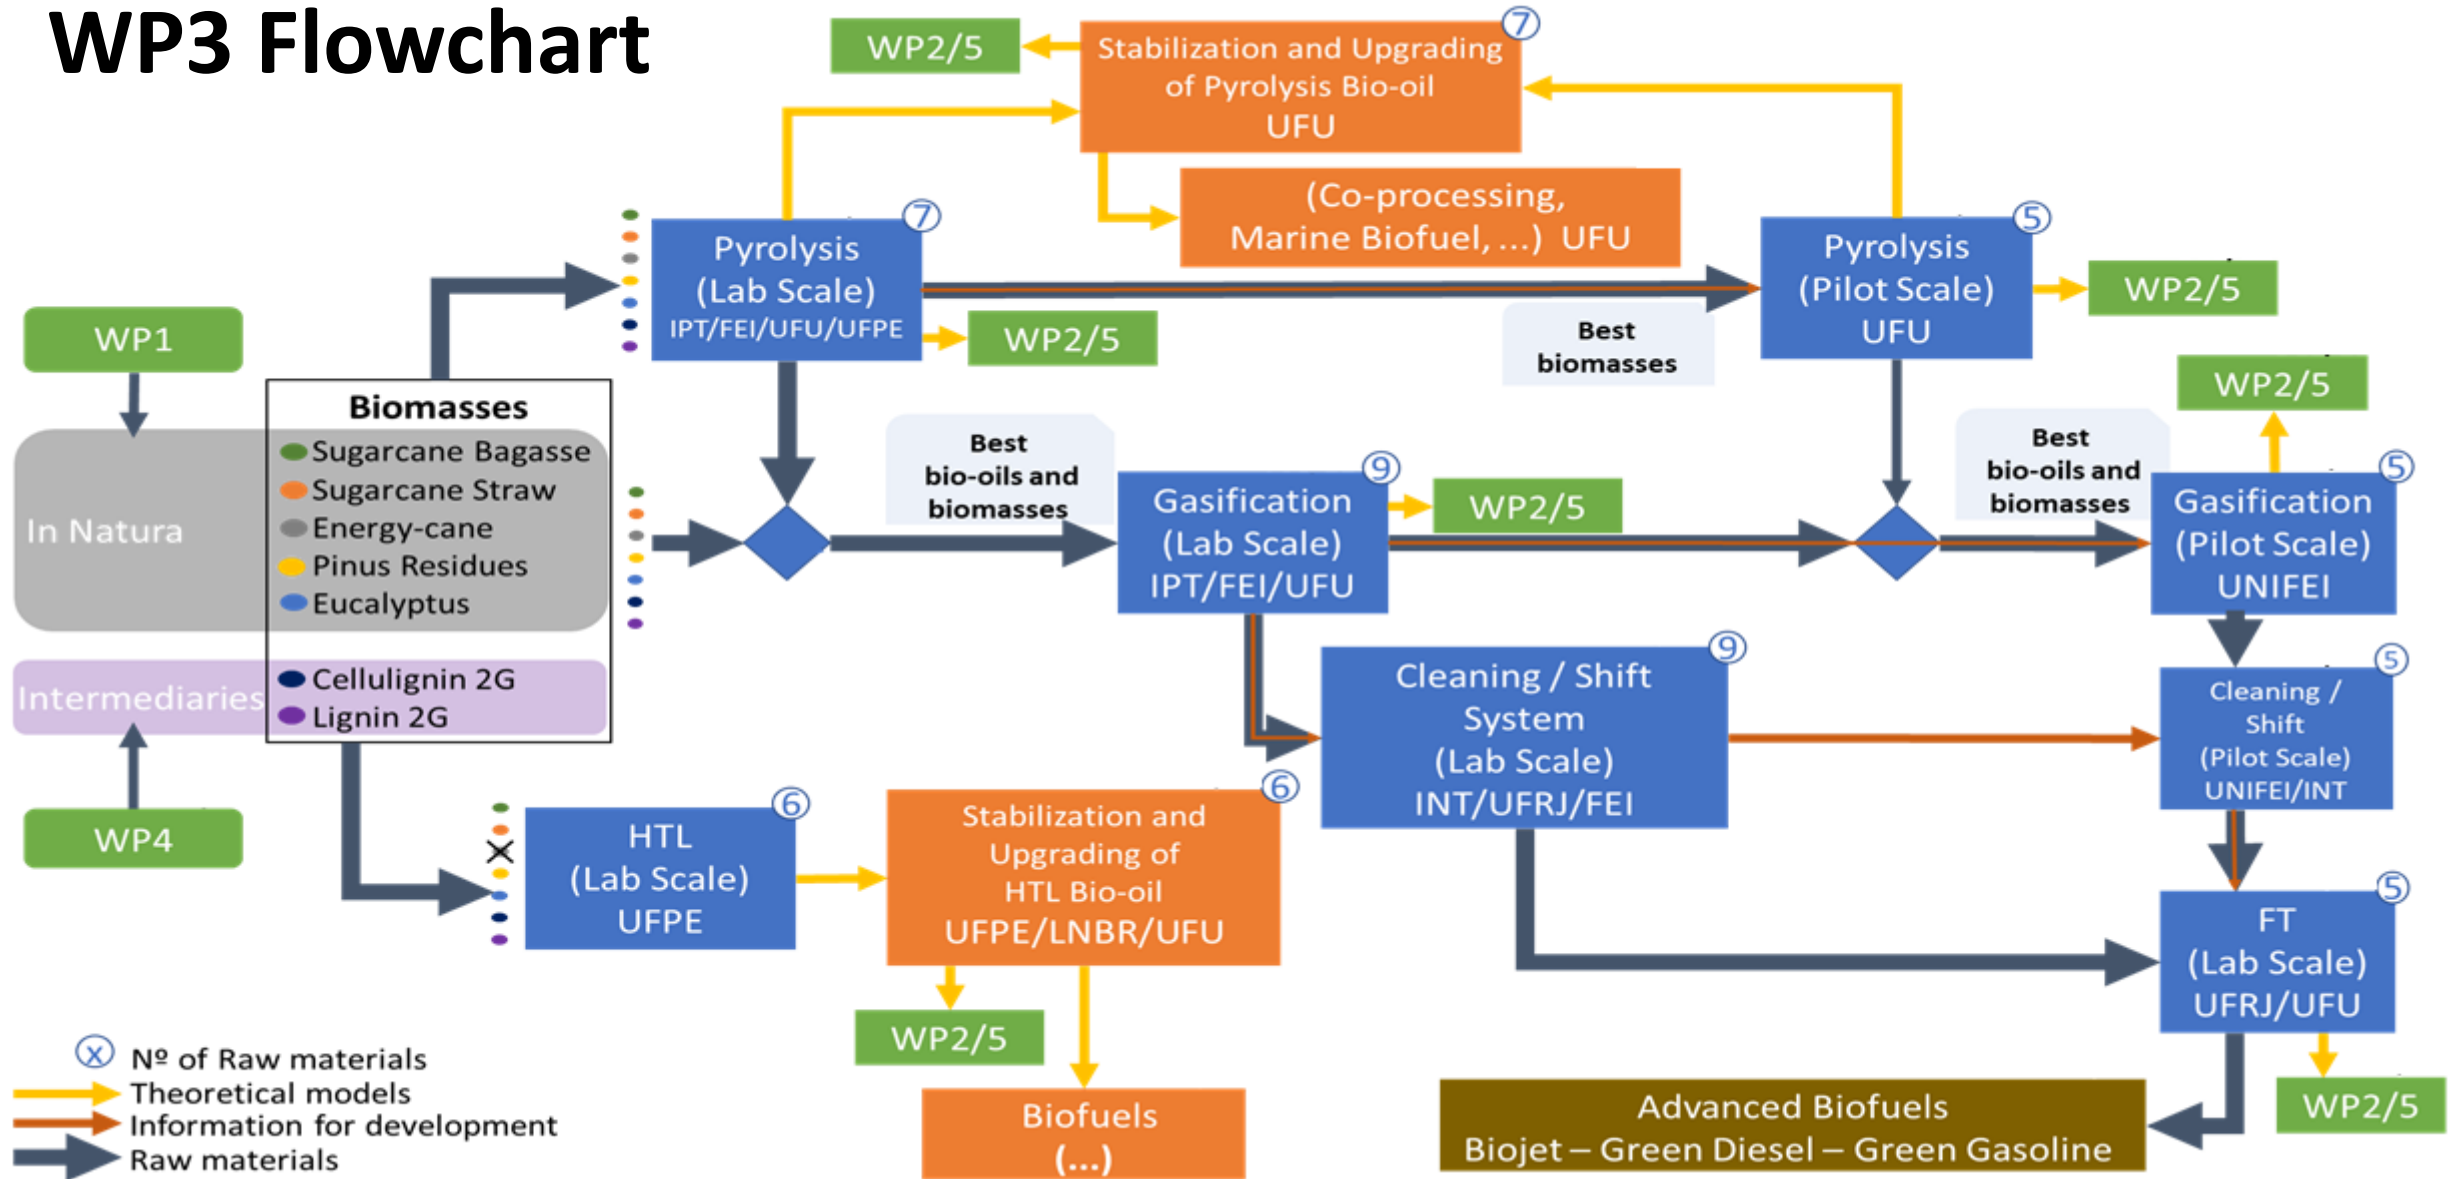 WP3 Flowchart
WP2/5
Stabilization and Upgrading
of Pyrolysis Bio-oil
UFU
7
(Co-processing,
Marine Biofuel, ...) UFU
Pyrolysis
(Lab Scale)
IPT/FEI/UFU/UFPE
7
WP2/5
Pyrolysis
(Pilot Scale)
UFU
5
WP2/5
Best
biomasses
WP1
Biomasses
Sugarcane Bagasse
Sugarcane Straw
Energy-cane
Pinus Residues
Eucalyptus
In Natura
Cellulignin 2G
Lignin 2G
Intermediaries
WP4
Best
bio-oils and
biomasses
Gasification
(Lab Scale)
IPT/FEI/UFU
9
WP2/5
Best
bio-oils and
biomasses
WP2/5
Gasification
(Pilot Scale)
UNIFEI
5
Cleaning / Shift
System
(Lab Scale)
INT/UFRJ/FEI
9
Cleaning /
Shift
(Pilot Scale)
UNIFEI/INT
5
HTL
(Lab Scale)
UFPE
6
Stabilization and
Upgrading of
HTL Bio-oil
UFPE/LNBR/UFU
6
WP2/5
Biofuels
(...)
FT
(Lab Scale)
UFRJ/UFU
5
WP2/5
Advanced Biofuels
Biojet – Green Diesel – Green Gasoline
X Nº of Raw materials
Theoretical models
Information for development
Raw materials